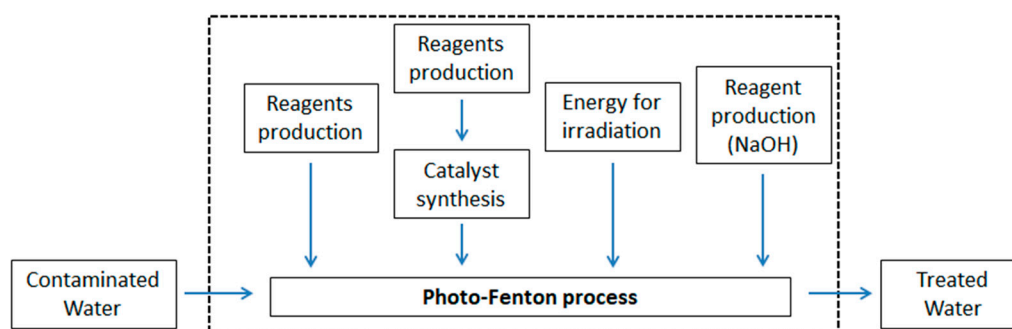 Reagents
production
Reagents
production
Energy for
irradiation
Reagent
production
(NaOH)
Catalyst
synthesis
Contaminated
Water
Photo-Fenton process
Treated
Water